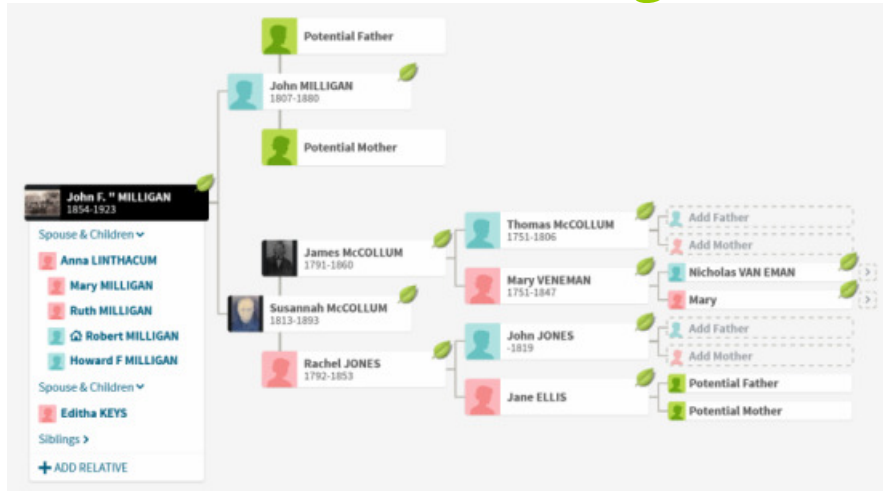 Potential Father
John MILLIGAN
1807-1880
Potential Mother
John F. " MILLIGAN
1854-1923
Spouse & Children
Anna LINTHACUM
Mary MILLIGAN
Ruth MILLIGAN
Robert MILLIGAN
Howard F MILLIGAN
Spouse & Children
Editha KEYS
Siblings >
+ ADD RELATIVE
James McCOLLUM
1791-1860
Susannah McCOLLUM
1813-1893
Rachel JONES
1792-1853
Thomas McCOLLUM
1751-1806
Mary VENEMAN
1751-1847
John JONES
-1819
Jane ELLIS
Add Father
Add Mother
Nicholas VAN EMAN
Mary
Add Father
Add Mother
Potential Father
Potential Mother